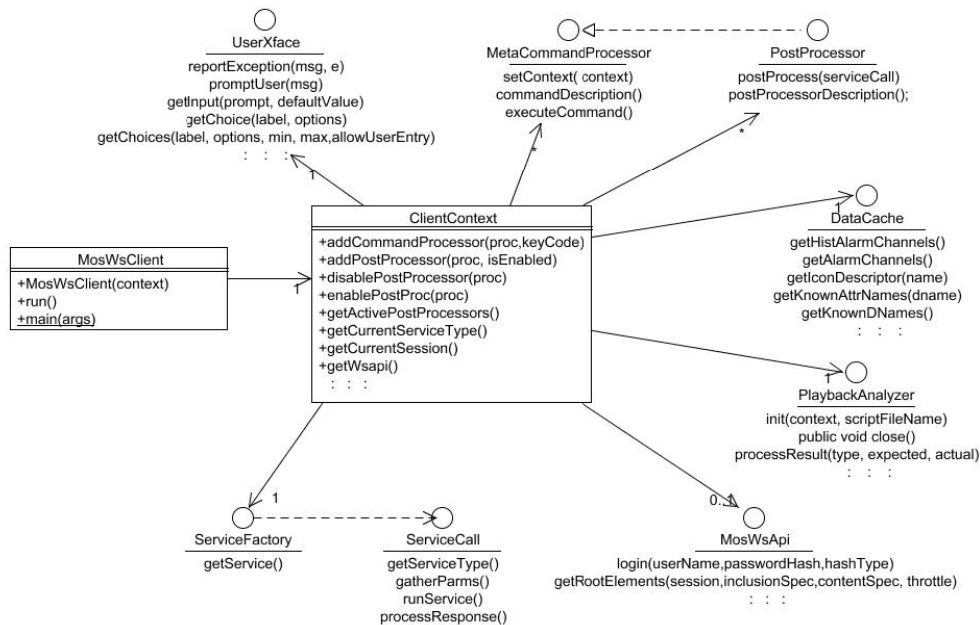 UserXface
reportException(msg, e)
promptUser(msg)
getInput(prompt, defaultValue)
getChoice(label, options)
getChoices(label, options, min, max,allowUserEntry)
: : :
1
MetaCommandProcessor
setContext( context)
commandDescription()
executeCommand()
*
PostProcessor
postProcess(serviceCall)
postProcessorDescription();
*
MosWsClient
+MosWsClient(context)
+run()
+main(args)
1
ClientContext
+addCommandProcessor(proc,keyCode)
+addPostProcessor(proc, isEnabled)
+disablePostProcessor(proc)
+enablePostProc(proc)
+getActivePostProcessors()
+getCurrentServiceType()
+getCurrentSession()
+getWsapi()
: : :
1
DataCache
getHistAlarmChannels()
getAlarmChannels()
getIconDescriptor(name)
getKnownAttrNames(dname)
getKnownDNames()
: : :
1
PlaybackAnalyzer
init(context, scriptFileName)
public void close()
processResult(type, expected, actual)
: : :
1
ServiceFactory
getService()
ServiceCall
getServiceType()
gatherParms()
runService()
processResponse()
0..1
MosWsApi
login(userName,passwordHash,hashType)
getRootElements(session,inclusionSpec,contentSpec, throttle)
: : :